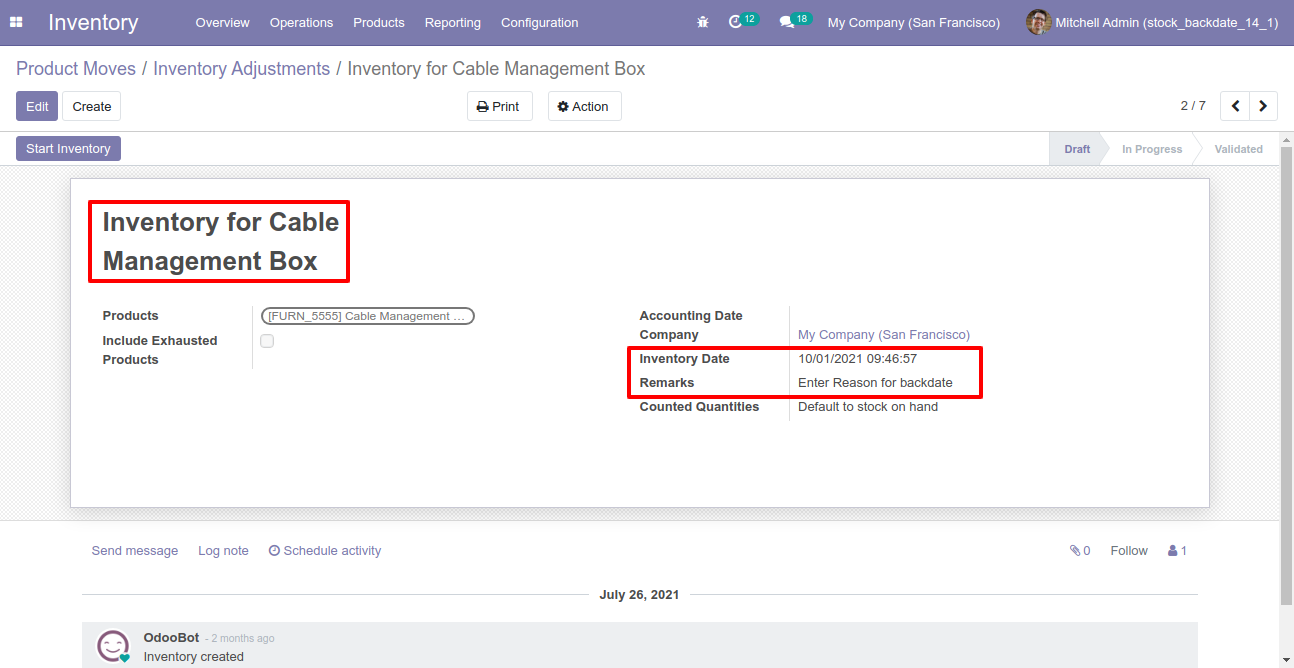 Inventory Overview Operations Products Reporting Configuration 12 18 My Company (San Francisco) Mitchell Admin (stock_backdate_14_1)
Product Moves / Inventory Adjustments / Inventory for Cable Management Box
Edit Create Print Action 2 / 7
Start Inventory Draft In Progress Validated
Inventory for Cable
Management Box
Products [FURN_5555] Cable Management ...
Include Exhausted
Products
Accounting Date
Company My Company (San Francisco)
Inventory Date 10/01/2021 09:46:57
Remarks Enter Reason for backdate
Counted Quantities Default to stock on hand
Send message Log note Schedule activity 0 Follow 1
July 26, 2021
OdooBot - 2 months ago
Inventory created